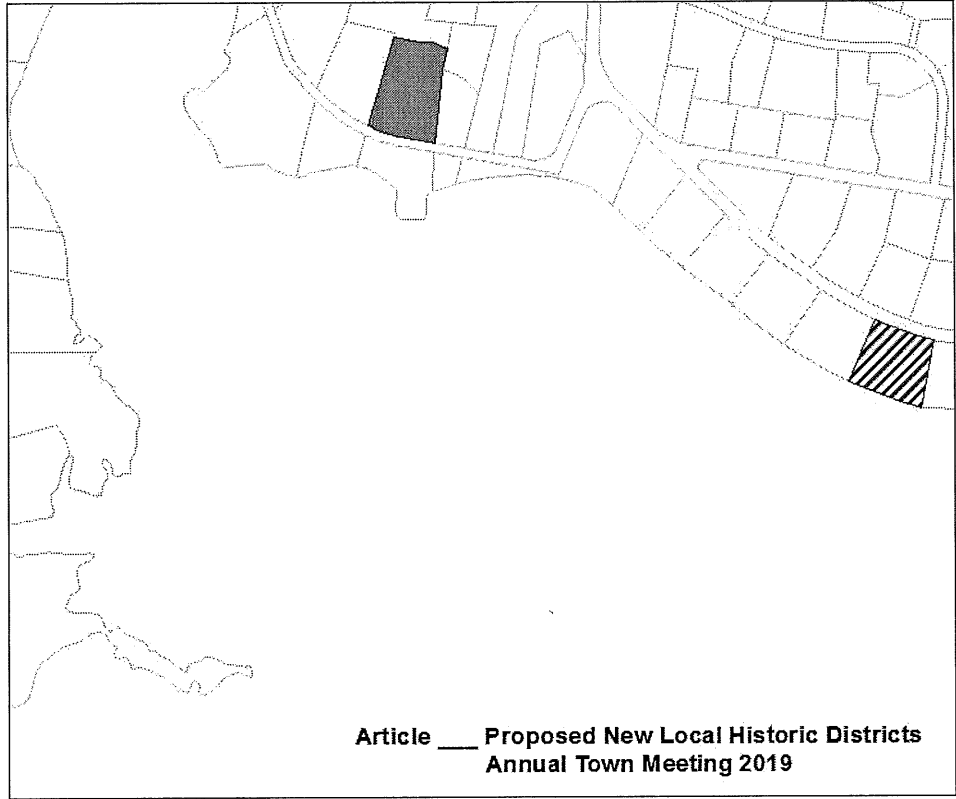 Article ___ Proposed New Local Historic Districts
Annual Town Meeting 2019